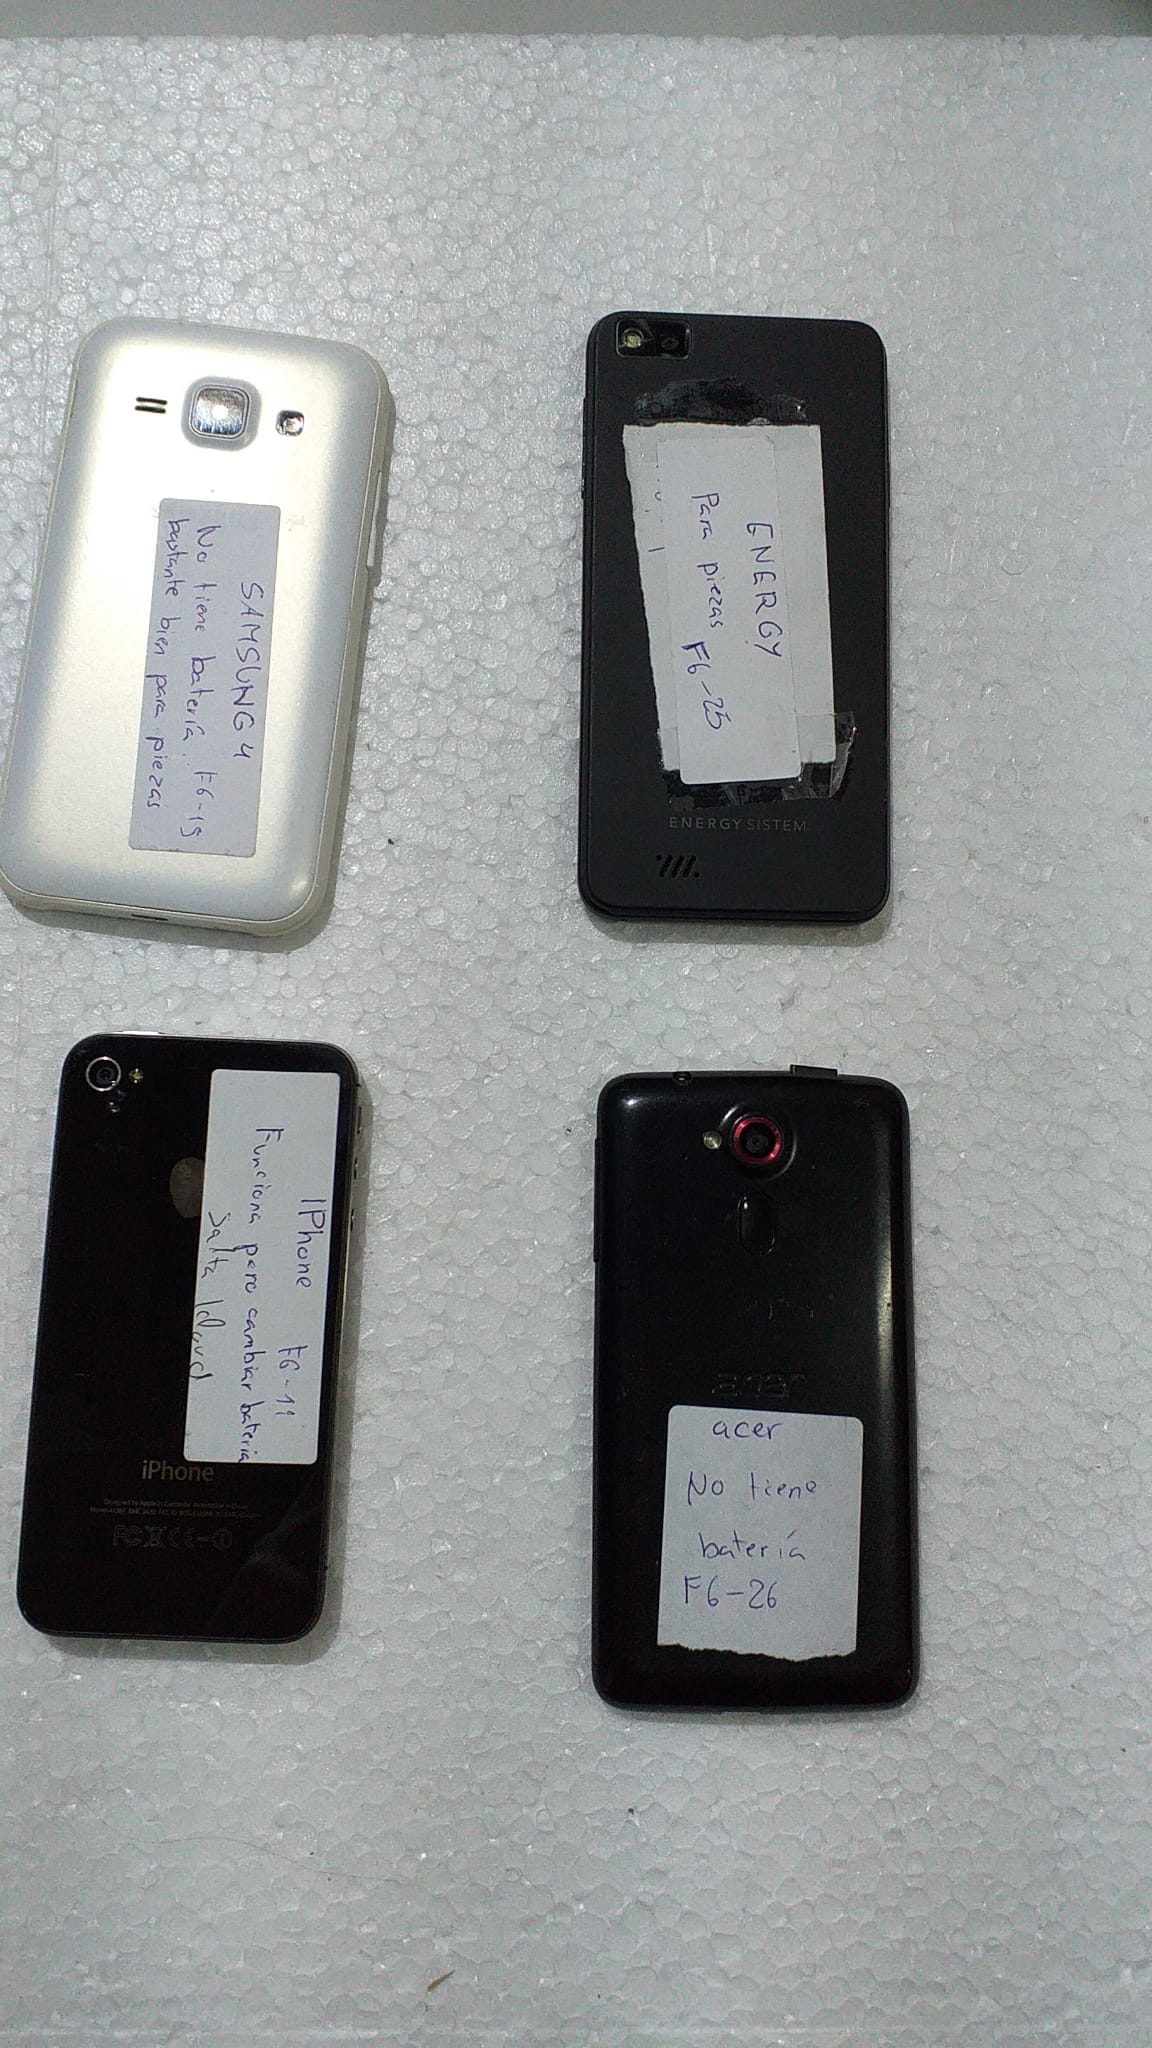 SAMSUNG 4
No tiene batería.. F6-19
bastante bien para piezas
ENERGY
Para piezas F6-25
ENERGY SISTEM
IPhone F6-11
Funciona pero cambiar bateria
Salta Icloud
iPhone
Designed by Apple in California Assembled in China
acer
acer
No tiene
batería
F6-26